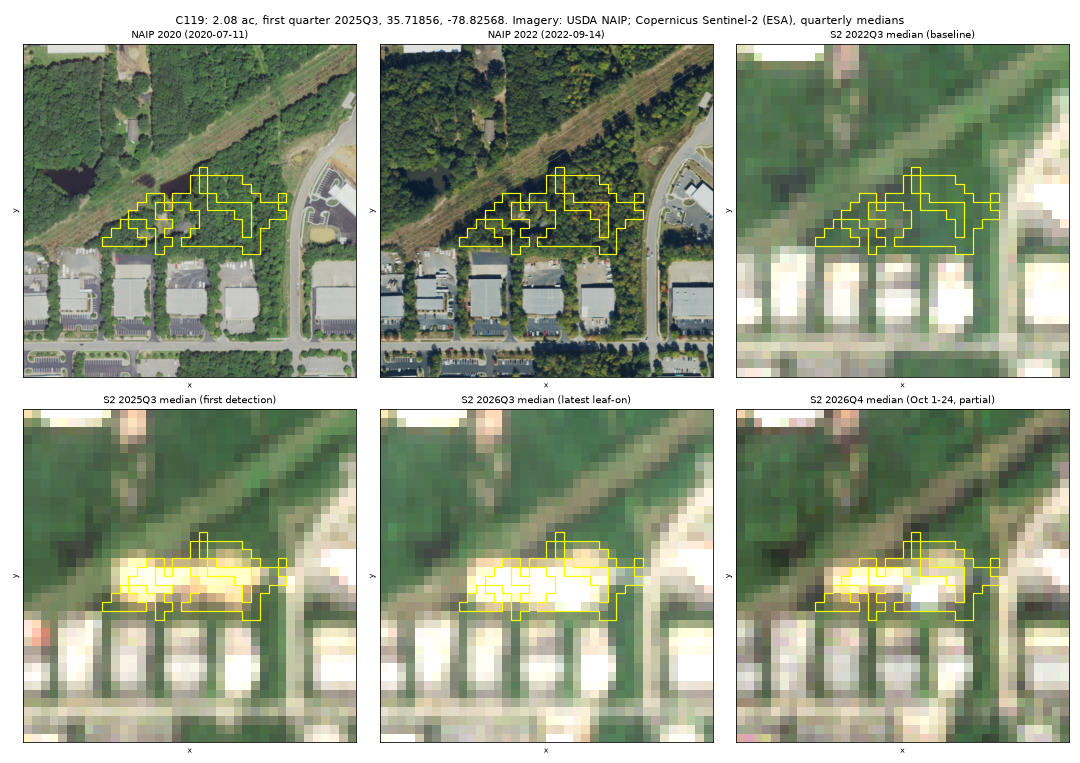 C119: 2.08 ac, first quarter 2025Q3, 35.71856, -78.82568. Imagery: USDA NAIP; Copernicus Sentinel-2 (ESA), quarterly medians
NAIP 2020 (2020-07-11)
NAIP 2022 (2022-09-14)
S2 2022Q3 median (baseline)
y
x
y
x
y
x
S2 2025Q3 median (first detection)
S2 2026Q3 median (latest leaf-on)
S2 2026Q4 median (Oct 1-24, partial)
y
x
y
x
y
x